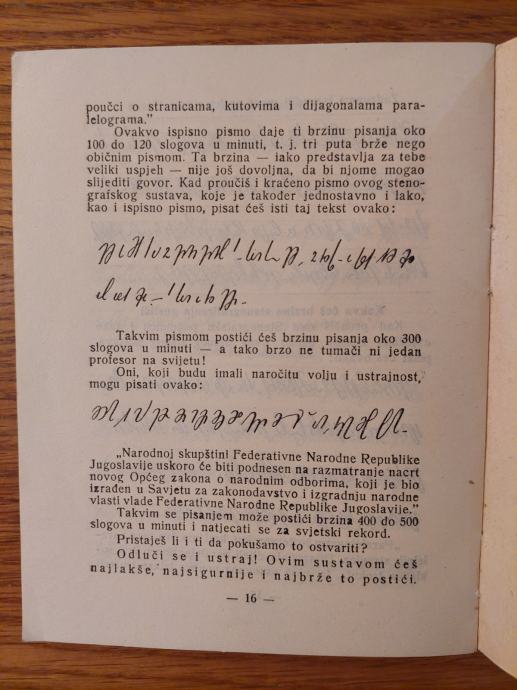 poučci o stranicama, kutovima i dijagonalama para-
lelograma.”
Ovakvo ispisno pismo daje ti brzinu pisanja oko
100 do 120 slogova u minuti, t. j. tri puta brže nego
običnim pismom. Ta brzina — iako predstavlja za tebe
veliki uspjeh — nije još dovoljna, da bi njome mogao
slijediti govor. Kad proučiš i kraćeno pismo ovog steno-
grafskog sustava, koje je također jednostavno i lako,
kao i ispisno pismo, pisat ćeš isti taj tekst ovako:
Takvim pismom postići ćeš brzinu pisanja oko 300
slogova u minuti — a tako brzo ne tumači ni jedan
profesor na svijetu!
Oni, koji budu imali naročitu volju i ustrajnost,
mogu pisati ovako:
„Narodnoj skupštini Federativne Narodne Republike
Jugoslavije uskoro će biti podnesen na razmatranje nacrt
novog Općeg zakona o narodnim odborima, koji je bio
izrađen u Savjetu za zakonodavstvo i izgradnju narodne
vlasti vlade Federativne Narodne Republike Jugoslavije.”
Takvim se pisanjem može postići brzina 400 do 500
slogova u minuti i natjecati se za svjetski rekord.
Pristaješ li i ti da pokušamo to ostvariti?
Odluči se i ustraj! Ovim sustavom ćeš
najlakše, najsigurnije i najbrže to postići.
— 16 —